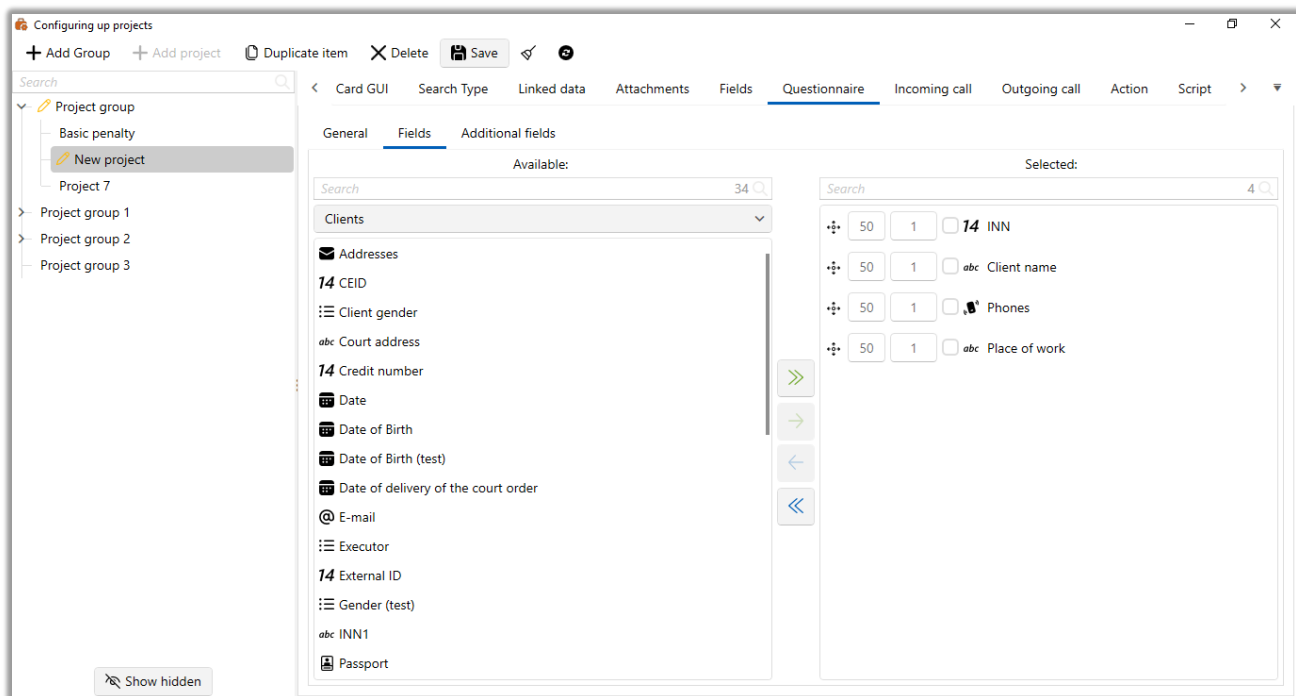 Configuring up projects
Add Group Add project Duplicate item Delete Save
Search
Card GUI Search Type Linked data Attachments Fields Questionnaire Incoming call Outgoing call Action Script
Project group
Basic penalty
New project
Project 7
Project group 1
Project group 2
Project group 3
Show hidden
General Fields Additional fields
Available:
Search 34
Clients
Addresses
14 CEID
Client gender
abc Court address
14 Credit number
Date
Date of Birth
Date of Birth (test)
Date of delivery of the court order
@ E-mail
Executor
14 External ID
Gender (test)
abc INN1
Passport
Selected:
Search 4
50 1 14 INN
50 1 abc Client name
50 1 Phones
50 1 abc Place of work